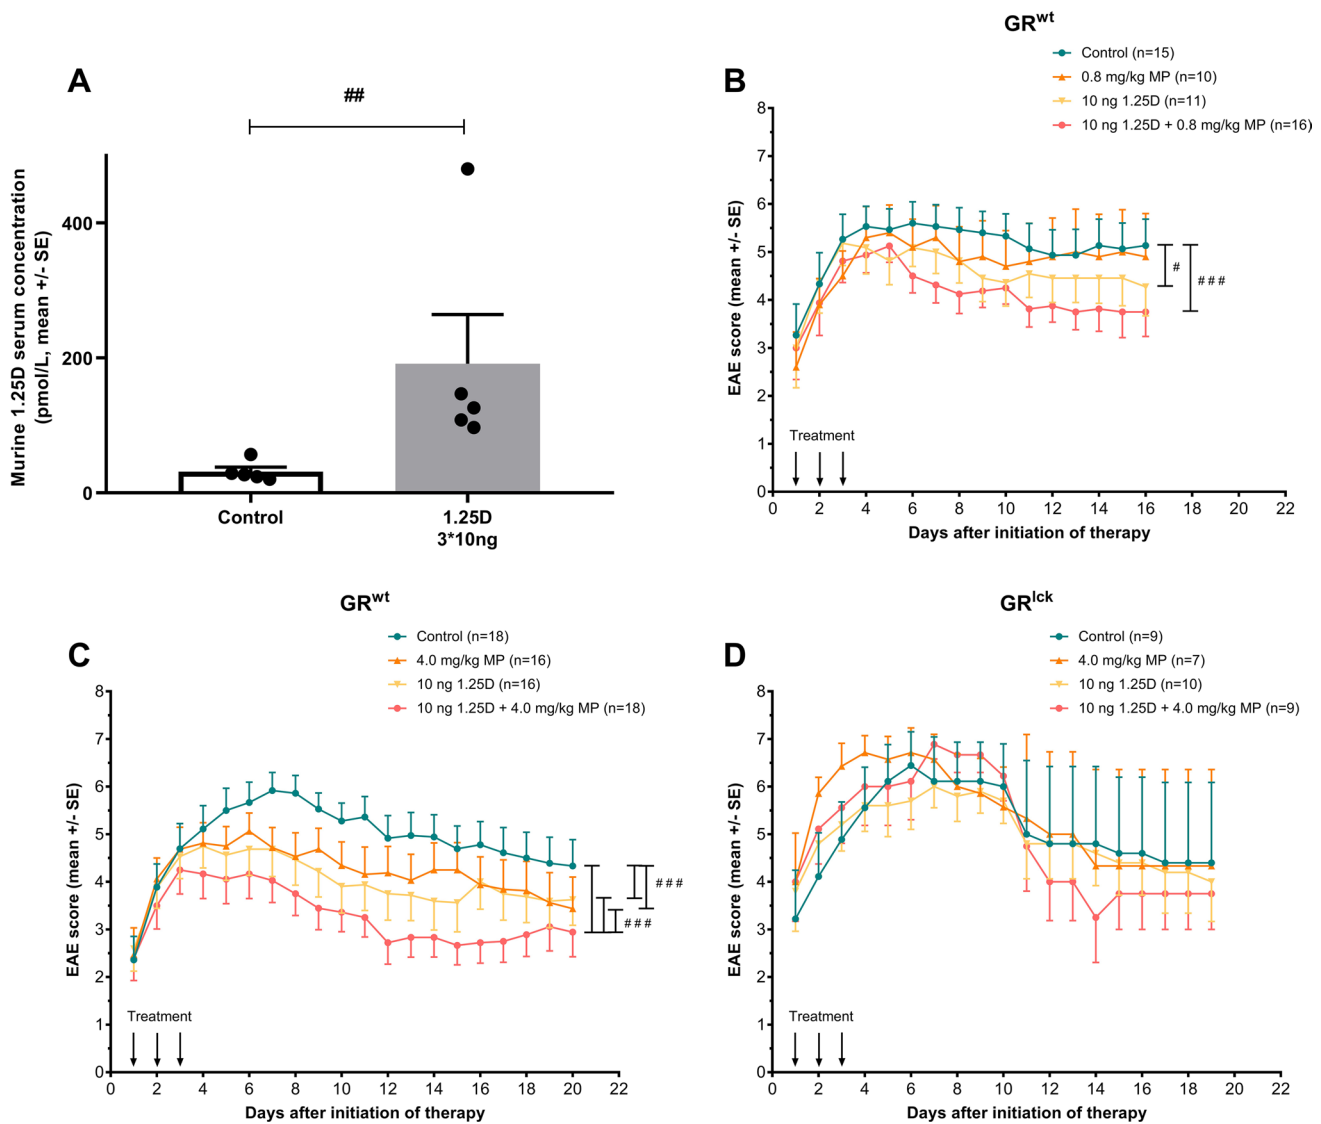 A
##
Murine 1.25D serum concentration
(pmol/L, mean +/- SE)
400
200
0
Control
1.25D
3*10ng
B
GRwt
Control (n=15)
0.8 mg/kg MP (n=10)
10 ng 1.25D (n=11)
10 ng 1.25D + 0.8 mg/kg MP (n=16)
EAE score (mean +/- SE)
8
7
6
5
4
3
2
1
0
#
# # #
Treatment
0 2 4 6 8 10 12 14 16 18 20 22
Days after initiation of therapy
C
GRwt
Control (n=18)
4.0 mg/kg MP (n=16)
10 ng 1.25D (n=16)
10 ng 1.25D + 4.0 mg/kg MP (n=18)
EAE score (mean +/- SE)
8
7
6
5
4
3
2
1
0
# # #
# # #
Treatment
0 2 4 6 8 10 12 14 16 18 20 22
Days after initiation of therapy
D
GRlck
Control (n=9)
4.0 mg/kg MP (n=7)
10 ng 1.25D (n=10)
10 ng 1.25D + 4.0 mg/kg MP (n=9)
EAE score (mean +/- SE)
8
7
6
5
4
3
2
1
0
Treatment
0 2 4 6 8 10 12 14 16 18 20 22
Days after initiation of therapy